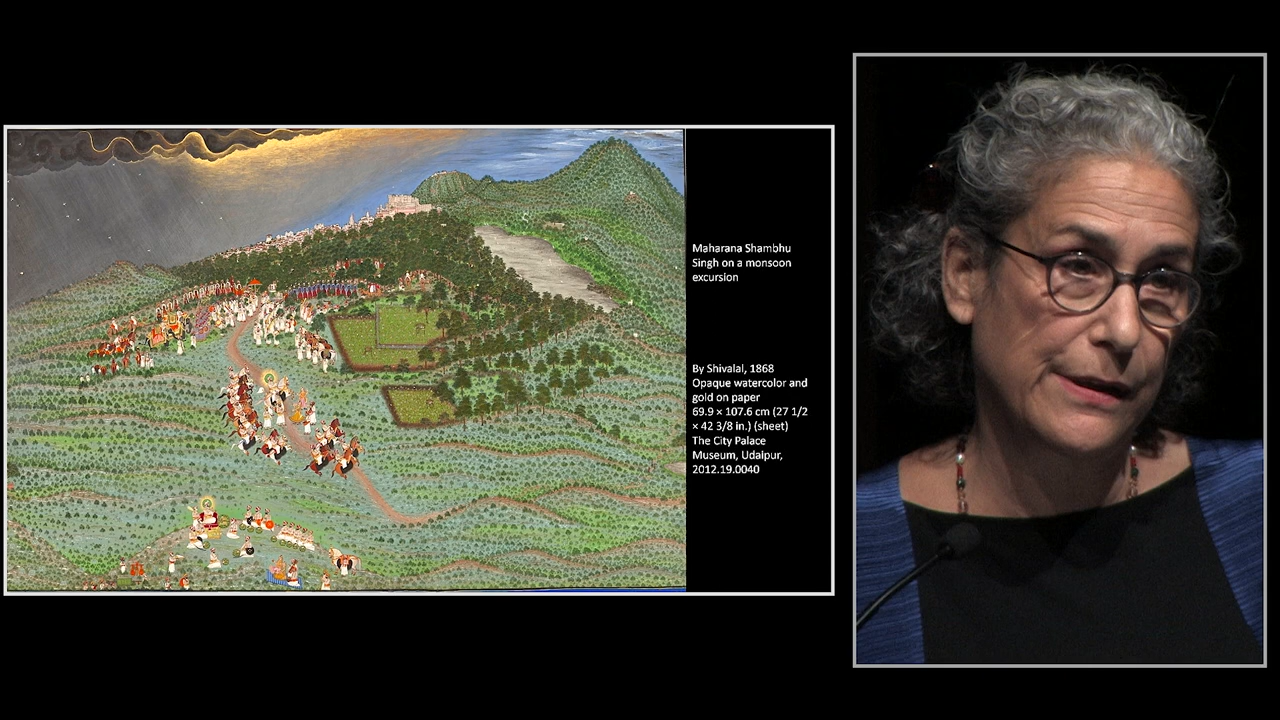 Maharana Shambhu
Singh on a monsoon
excursion
By Shivalal, 1868
Opaque watercolor and
gold on paper
69.9 × 107.6 cm (27 1/2
× 42 3/8 in.) (sheet)
The City Palace
Museum, Udaipur,
2012.19.0040